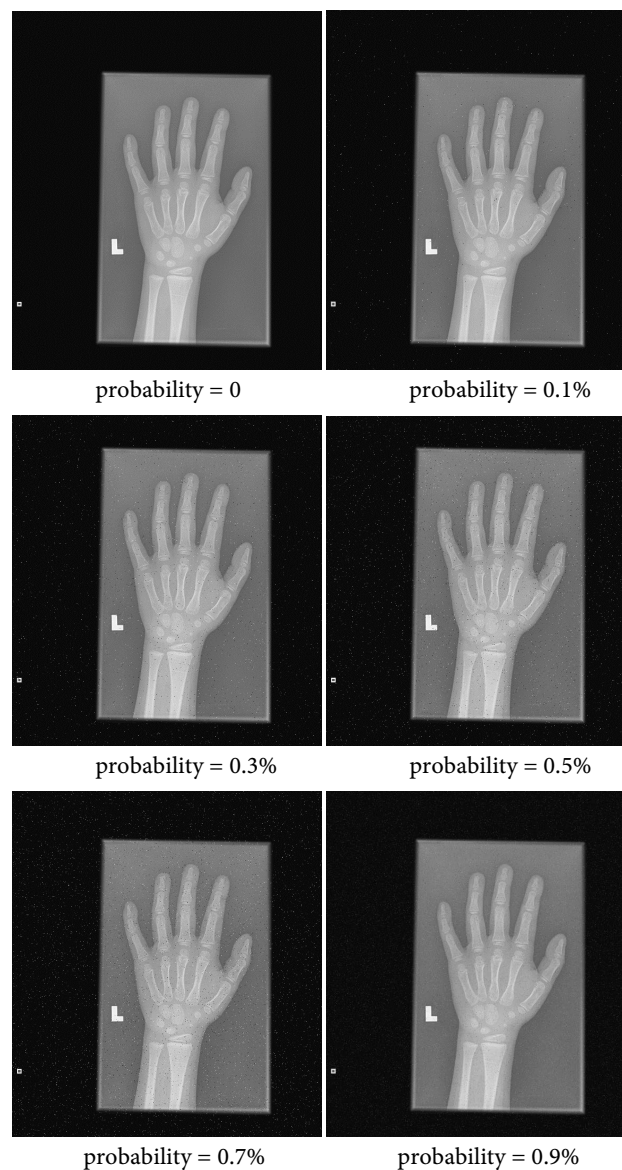 L
L
probability = 0
probability = 0.1%
L
L
probability = 0.3%
probability = 0.5%
L
L
probability = 0.7%
probability = 0.9%